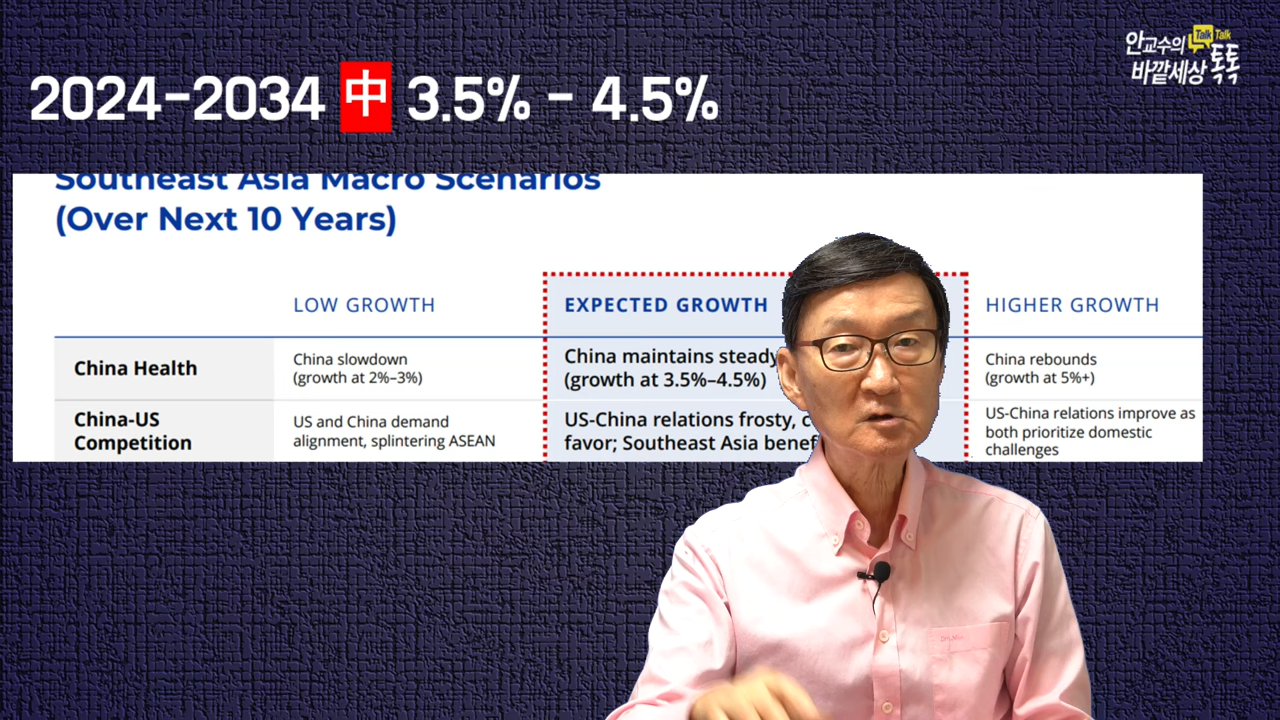 안교수의 Talk Talk
바깥세상 톡톡
2024-2034 中 3.5% - 4.5%
Southeast Asia Macro Scenarios
(Over Next 10 Years)
LOW GROWTH
EXPECTED GROWTH
HIGHER GROWTH
China Health
China slowdown
(growth at 2%–3%)
China maintains steady
(growth at 3.5%–4.5%)
China rebounds
(growth at 5%+)
China-US
Competition
US and China demand
alignment, splintering ASEAN
US-China relations frosty,
favor; Southeast Asia
US-China relations improve as
both prioritize domestic
challenges